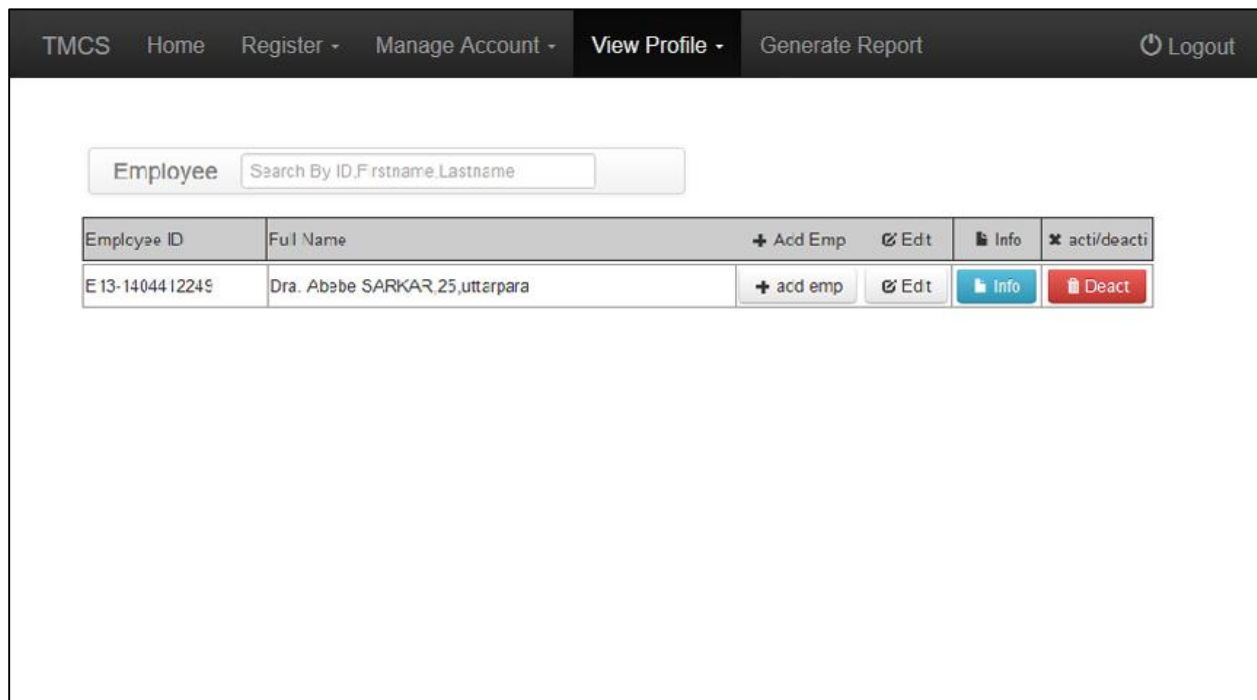 TMCS Home Register Manage Account View Profile Generate Report Logout
Employee Search By ID,Firstname,Lastname
Employee ID Full Name Add Emp Edit Info acti/deacti
E13-1404412249 Dra. Abebe SARKAR,25,uttarpara add emp Edit Info Deact